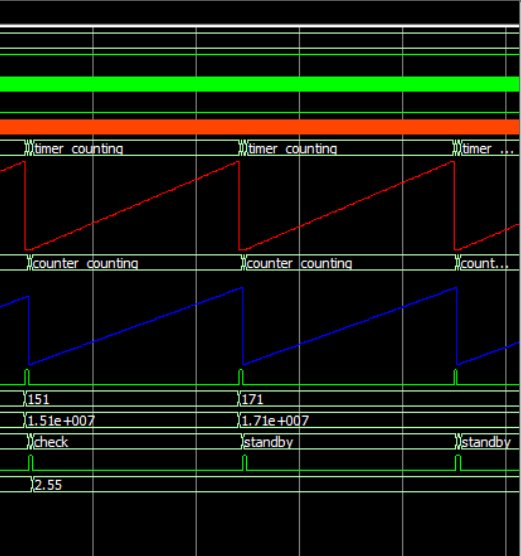 timer_counting timer_counting timer ...
counter_counting counter_counting count...
151 171
1.51e+007 1.71e+007
check standby standby
2.55